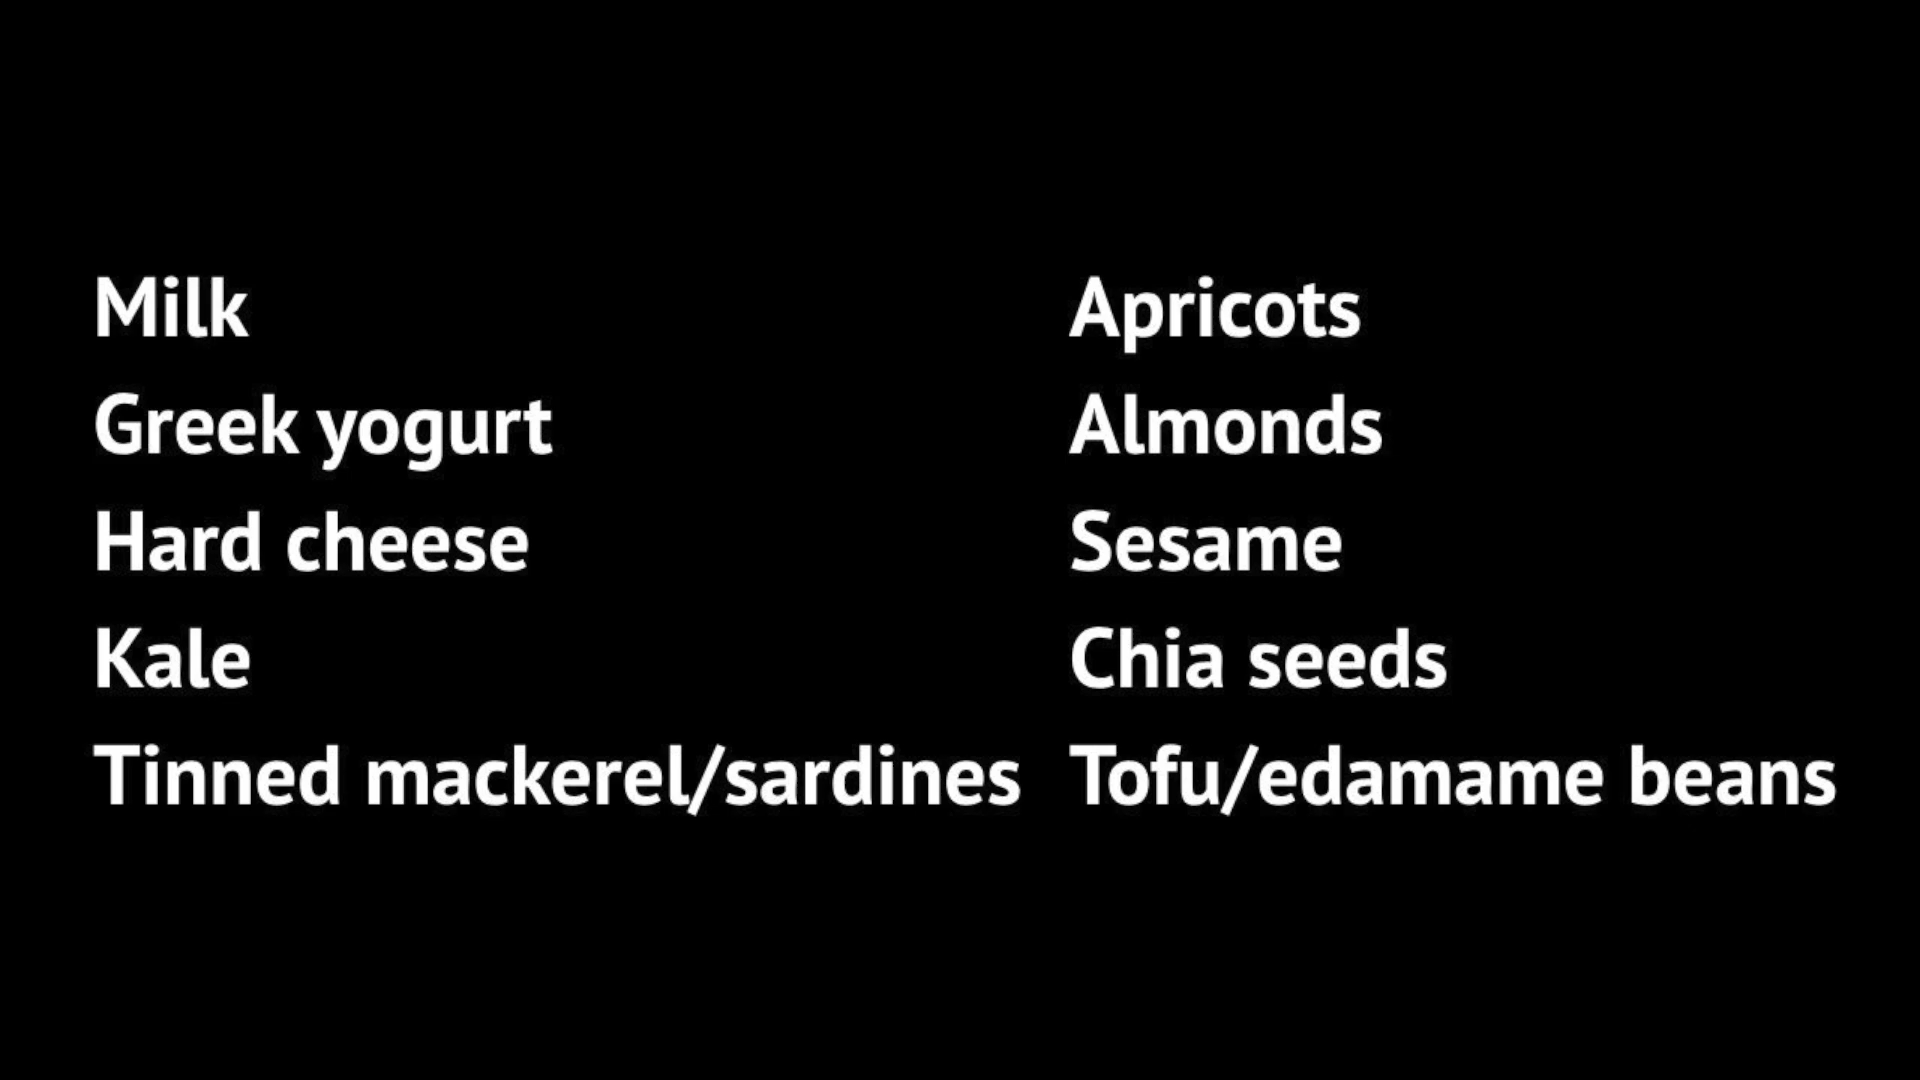 Milk
Greek yogurt
Hard cheese
Kale
Tinned mackerel/sardines
Apricots
Almonds
Sesame
Chia seeds
Tofu/edamame beans